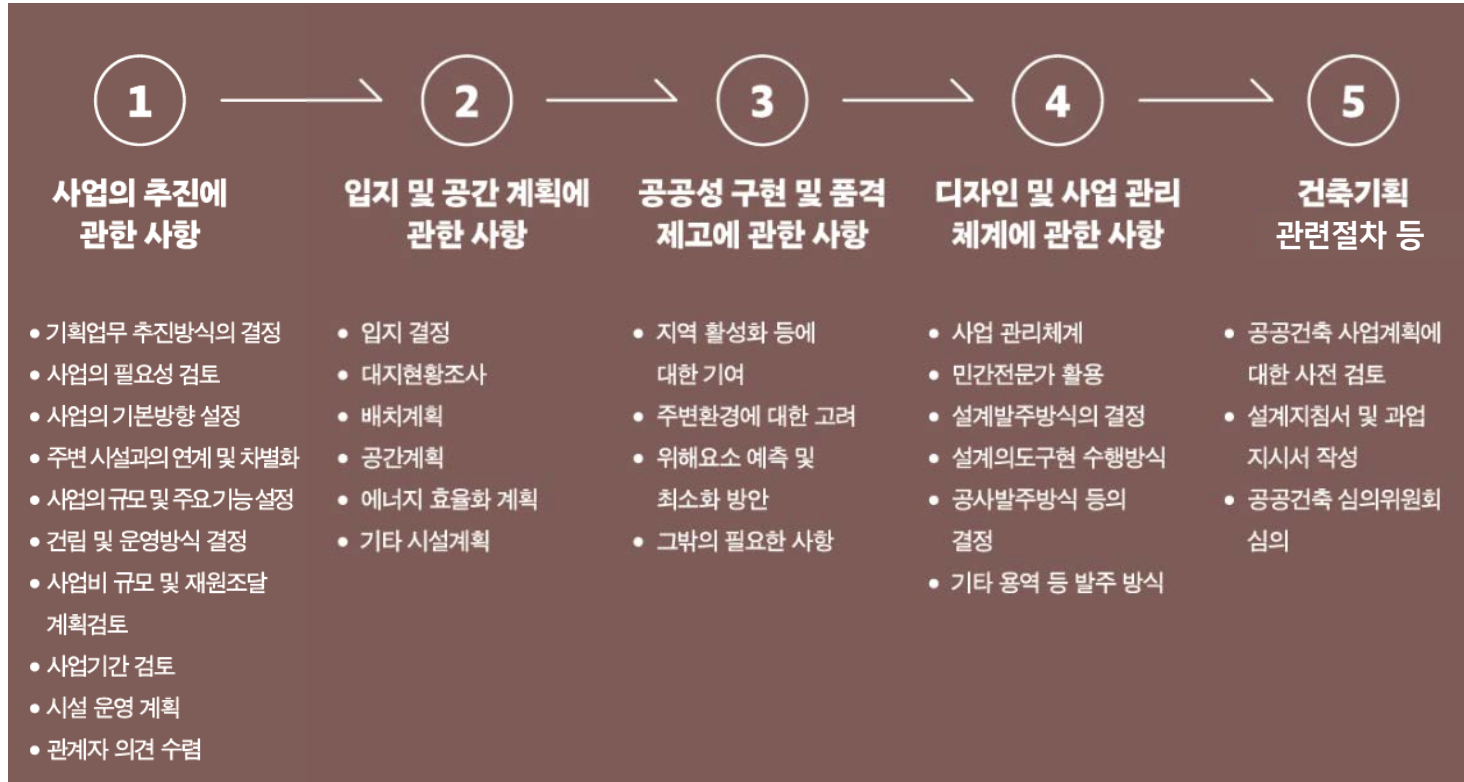 1
사업의 추진에
관한 사항
• 기획업무 추진방식의 결정
• 사업의 필요성 검토
• 사업의 기본방향 설정
• 주변 시설과의 연계 및 차별화
• 사업의 규모 및 주요 기능 설정
• 건립 및 운영방식 결정
• 사업비 규모 및 재원조달
계획검토
• 사업기간 검토
• 시설 운영 계획
• 관계자 의견 수렴
2
입지 및 공간 계획에
관한 사항
• 입지 결정
• 대지현황조사
• 배치계획
• 공간계획
• 에너지 효율화 계획
• 기타 시설계획
3
공공성 구현 및 품격
제고에 관한 사항
• 지역 활성화 등에
대한 기여
• 주변환경에 대한 고려
• 위해요소 예측 및
최소화 방안
• 그밖의 필요한 사항
4
디자인 및 사업 관리
체계에 관한 사항
• 사업 관리체계
• 민간전문가 활용
• 설계발주방식의 결정
• 설계의도구현 수행방식
• 공사발주방식 등의
결정
• 기타 용역 등 발주 방식
5
건축기획
관련절차 등
• 공공건축 사업계획에
대한 사전 검토
• 설계지침서 및 과업
지시서 작성
• 공공건축 심의위원회
심의